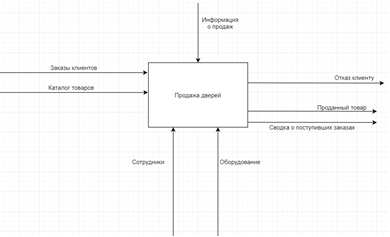 Информация
о продаж
Заказы клиентов
Каталог товаров
Продажа дверей
Отказ клиенту
Проданный товар
Сводка о поступивших заказах
Сотрудники
Оборудование